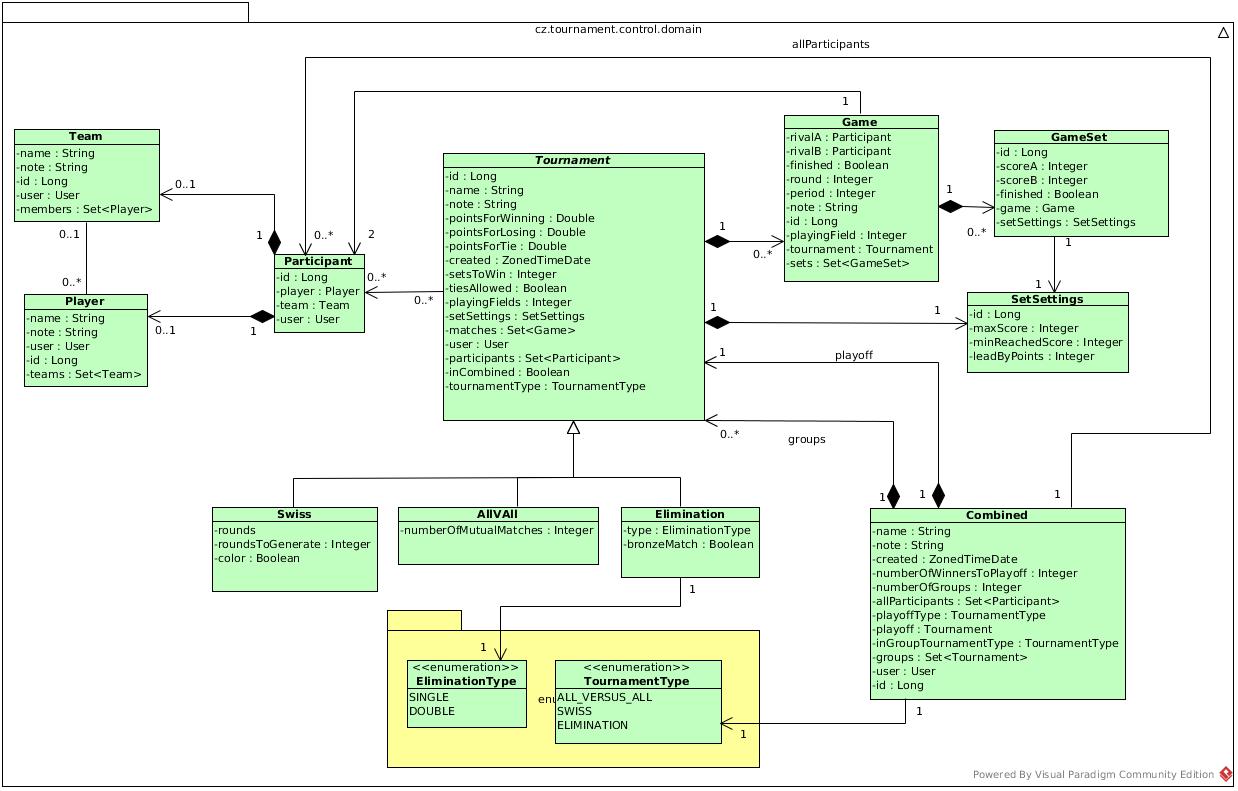 cz.tournament.control.domain
allParticipants
1
Team
-name : String
-note : String
-id : Long
-user : User
-members : Set<Player>
0..1
0..1
0..*
1
0..*
2
Participant
-id : Long
-player : Player
-team : Team
-user : User
0..*
0..*
Player
-name : String
-note : String
-user : User
-id : Long
-teams : Set<Team>
0..1
1
Tournament
-id : Long
-name : String
-note : String
-pointsForWinning : Double
-pointsForLosing : Double
-pointsForTie : Double
-created : ZonedTimeDate
-setsToWin : Integer
-tiesAllowed : Boolean
-playingFields : Integer
-setSettings : SetSettings
-matches : Set<Game>
-user : User
-participants : Set<Participant>
-inCombined : Boolean
-tournamentType : TournamentType
1
0..*
1
1
1
playoff
0..*
groups
Game
-rivalA : Participant
-rivalB : Participant
-finished : Boolean
-round : Integer
-period : Integer
-note : String
-id : Long
-playingField : Integer
-tournament : Tournament
-sets : Set<GameSet>
1
0..*
GameSet
-id : Long
-scoreA : Integer
-scoreB : Integer
-finished : Boolean
-game : Game
-setSettings : SetSettings
1
1
SetSettings
-id : Long
-maxScore : Integer
-minReachedScore : Integer
-leadByPoints : Integer
Swiss
-rounds
-roundsToGenerate : Integer
-color : Boolean
AllVAll
-numberOfMutualMatches : Integer
Elimination
-type : EliminationType
-bronzeMatch : Boolean
1
1
1
1
1
Combined
-name : String
-note : String
-created : ZonedTimeDate
-numberOfWinnersToPlayoff : Integer
-numberOfGroups : Integer
-allParticipants : Set<Participant>
-playoffType : TournamentType
-playoff : Tournament
-inGroupTournamentType : TournamentType
-groups : Set<Tournament>
-user : User
-id : Long
1
1
<<enumeration>>
EliminationType
SINGLE
DOUBLE
<<enumeration>>
TournamentType
ALL_VERSUS_ALL
SWISS
ELIMINATION
Powered By Visual Paradigm Community Edition